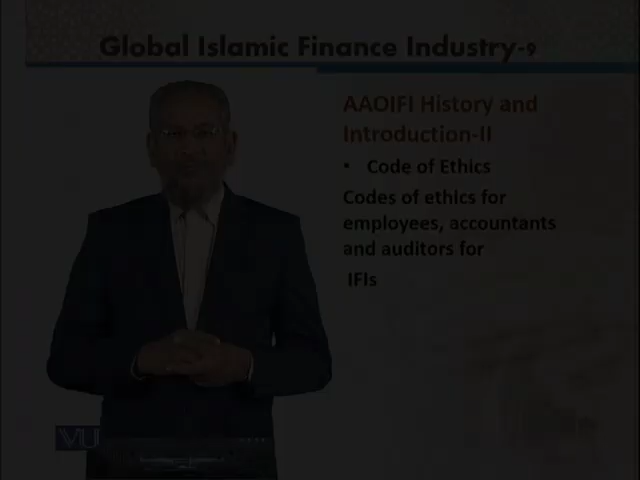 Global Islamic Finance Industry-9
AAOIFI History and
Introduction-II
• Code of Ethics
Codes of ethics for
employees, accountants
and auditors for
IFIs
VU